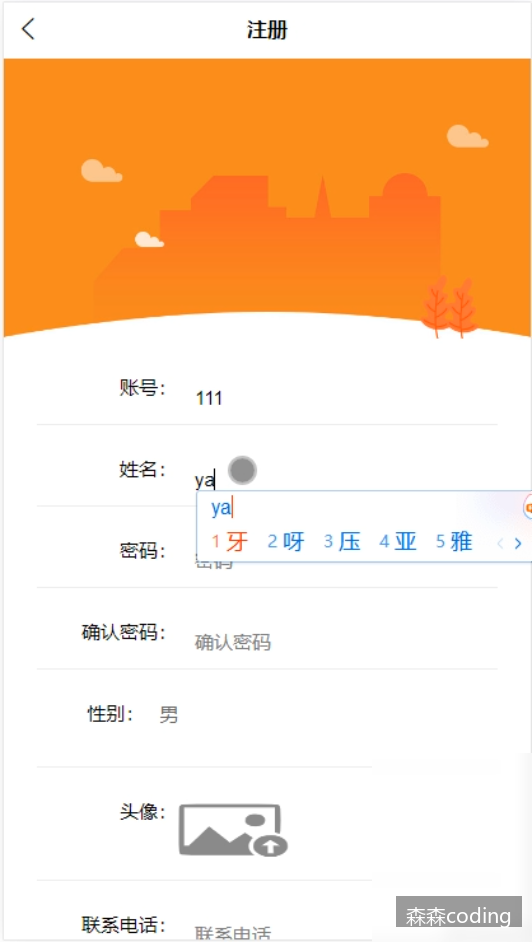 注册
账号： 111
姓名： ya
ya
1 牙 2 呀 3 压 4 亚 5 雅
密码： 密码
确认密码： 确认密码
性别： 男
头像：
联系电话： 联系电话
森森coding